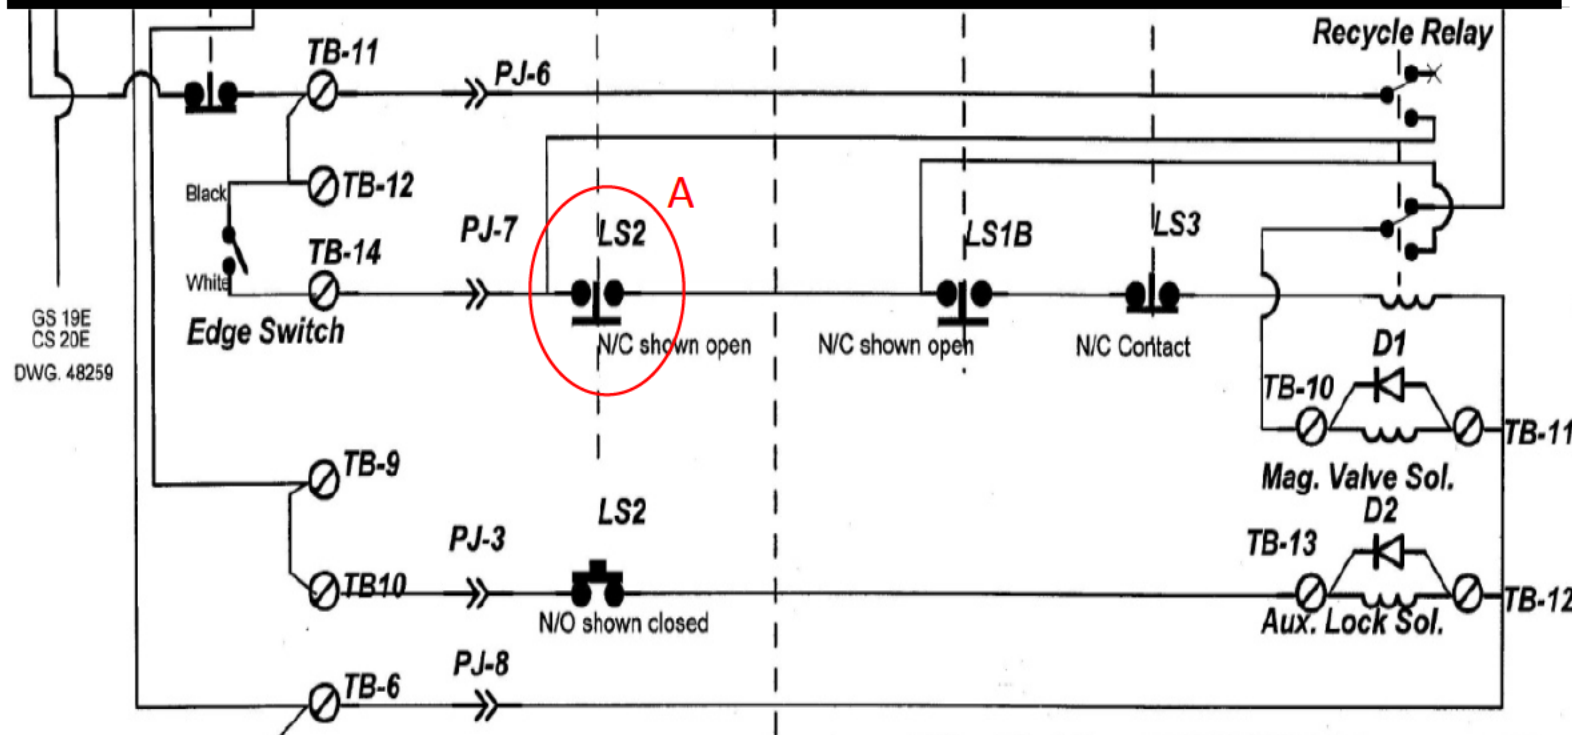 Recycle Relay
TB-11
PJ-6
Black
TB-12
A
PJ-7
LS2
LS1B
LS3
TB-14
White
GS 19E
CS 20E
DWG. 48259
Edge Switch
N/C shown open
N/C shown open
N/C Contact
D1
TB-10
TB-11
Mag. Valve Sol.
TB-9
LS2
D2
PJ-3
TB-13
TB10
TB-12
N/O shown closed
Aux. Lock Sol.
PJ-8
TB-6